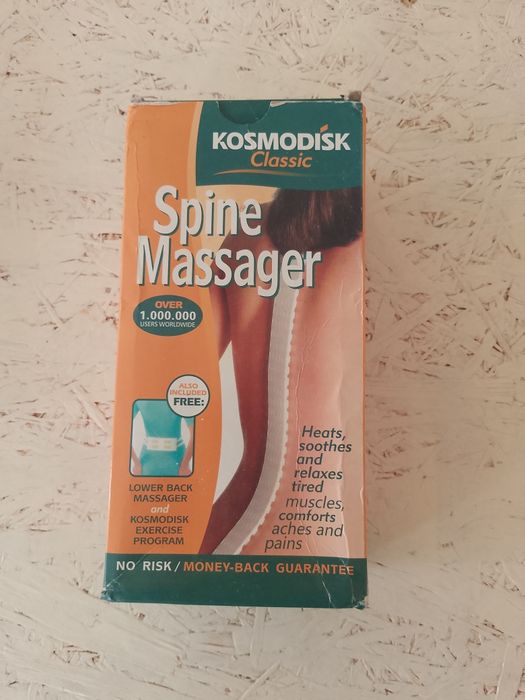 KOSMODISK
Classic
Spine
Massager
OVER
1.000.000
USERS WORLDWIDE
ALSO
INCLUDED
FREE:
LOWER BACK
MASSAGER
and
KOSMODISK
EXERCISE
PROGRAM
Heats,
soothes
and
relaxes
tired
muscles,
comforts
aches and
pains
NO RISK / MONEY-BACK GUARANTEE